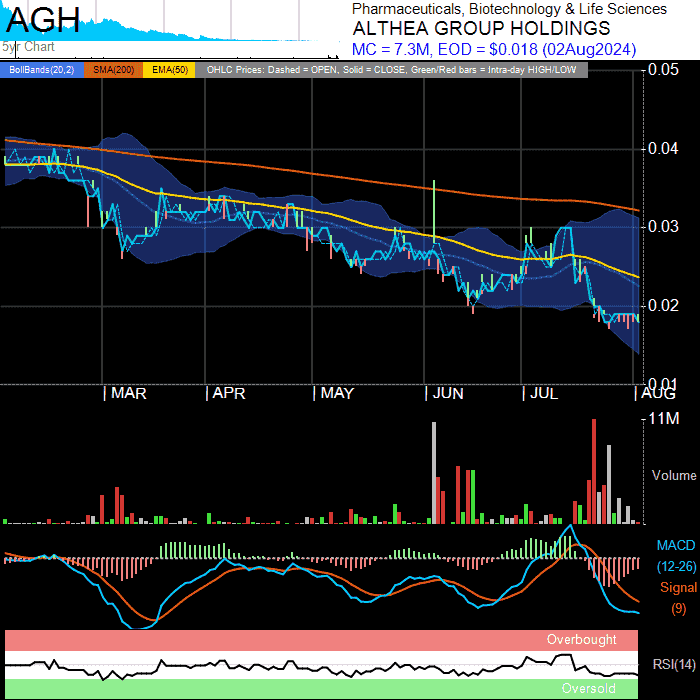 AGH
5yr Chart
Pharmaceuticals, Biotechnology & Life Sciences
ALTHEA GROUP HOLDINGS
MC = 7.3M, EOD = $0.018 (02Aug2024)
BollBands(20,2) SMA(200) EMA(50) OHLC Prices: Dashed = OPEN, Solid = CLOSE, Green/Red bars = Intra-day HIGH/LOW
0.05
0.04
0.03
0.02
0.01
MAR APR MAY JUN JUL AUG
11M
Volume
MACD
(12-26)
Signal
(9)
Overbought
RSI(14)
Oversold